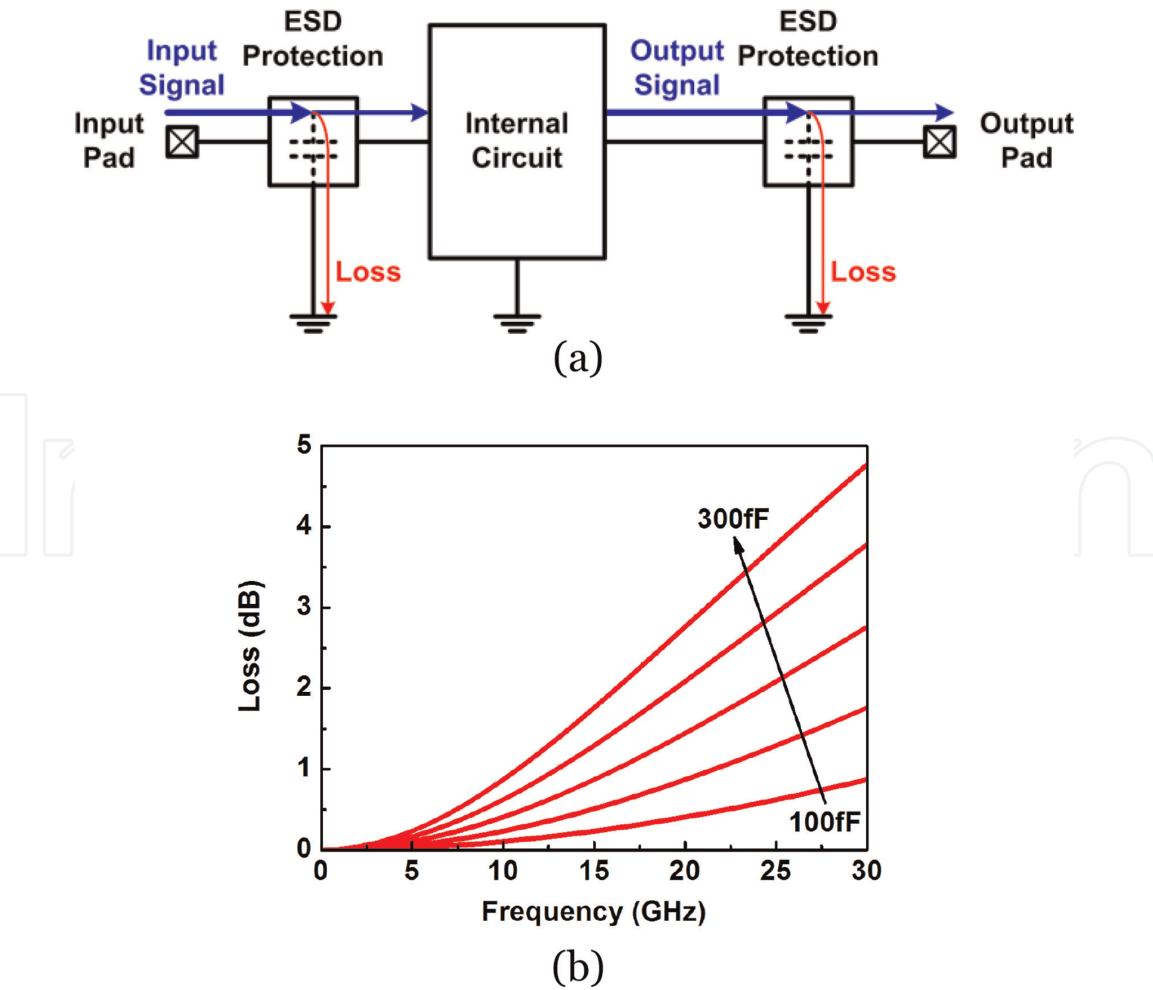 ESD
Protection
ESD
Protection
Input
Signal
Output
Signal
Input
Pad
Internal
Circuit
Output
Pad
Loss
Loss
(a)
5
4
3
2
1
0
Loss (dB)
300fF
100fF
0 5 10 15 20 25 30
Frequency (GHz)
(b)